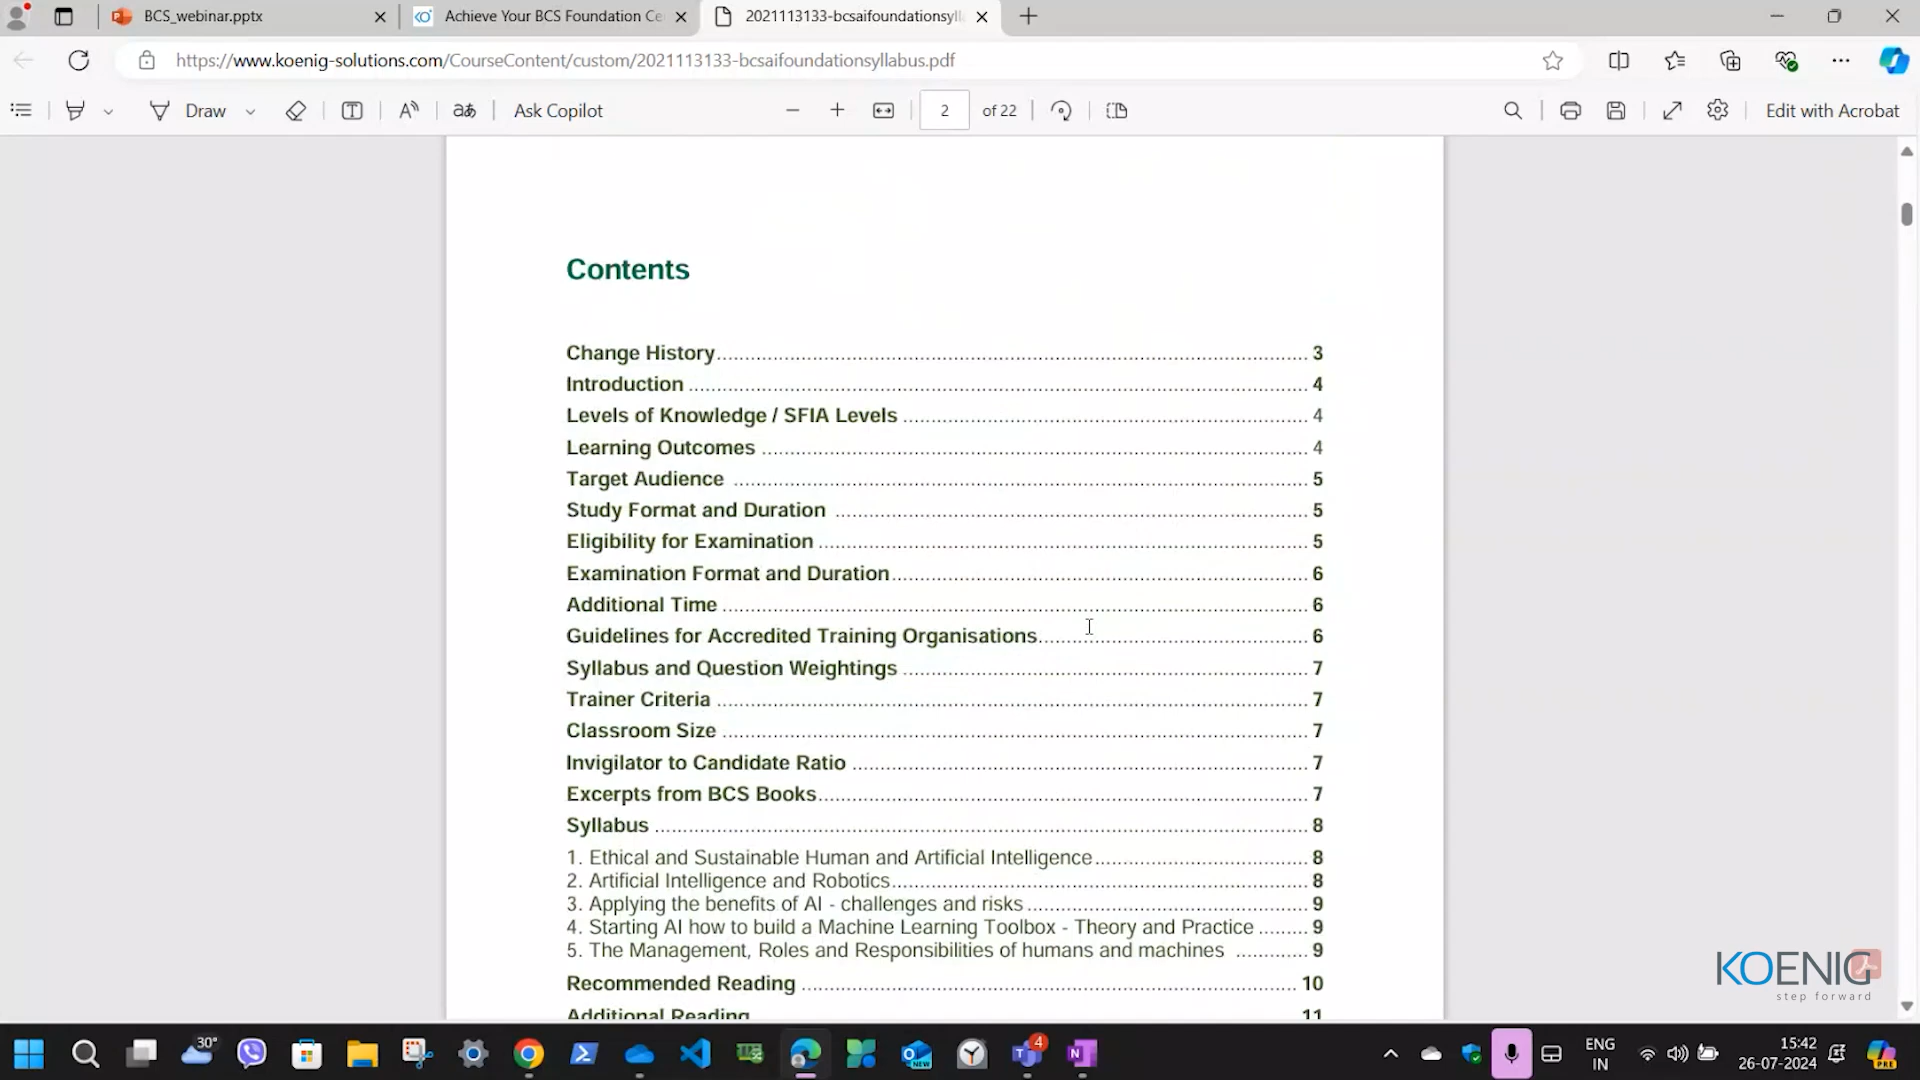 BCS_webinar.pptx
Achieve Your BCS Foundation Ce
2021113133-bcsaifoundationsyll
https://www.koenig-solutions.com/CourseContent/custom/2021113133-bcsaifoundationsyllabus.pdf
Draw
Ask Copilot
2 of 22
Edit with Acrobat
Contents
Change History 3
Introduction 4
Levels of Knowledge / SFIA Levels 4
Learning Outcomes 4
Target Audience 5
Study Format and Duration 5
Eligibility for Examination 5
Examination Format and Duration 6
Additional Time 6
Guidelines for Accredited Training Organisations 6
Syllabus and Question Weightings 7
Trainer Criteria 7
Classroom Size 7
Invigilator to Candidate Ratio 7
Excerpts from BCS Books 7
Syllabus 8
1. Ethical and Sustainable Human and Artificial Intelligence 8
2. Artificial Intelligence and Robotics 8
3. Applying the benefits of AI - challenges and risks 9
4. Starting AI how to build a Machine Learning Toolbox - Theory and Practice 9
5. The Management, Roles and Responsibilities of humans and machines 9
Recommended Reading 10
Additional Reading 11
KOENIG
step forward
30°
4
ENG
IN
15:42
26-07-2024